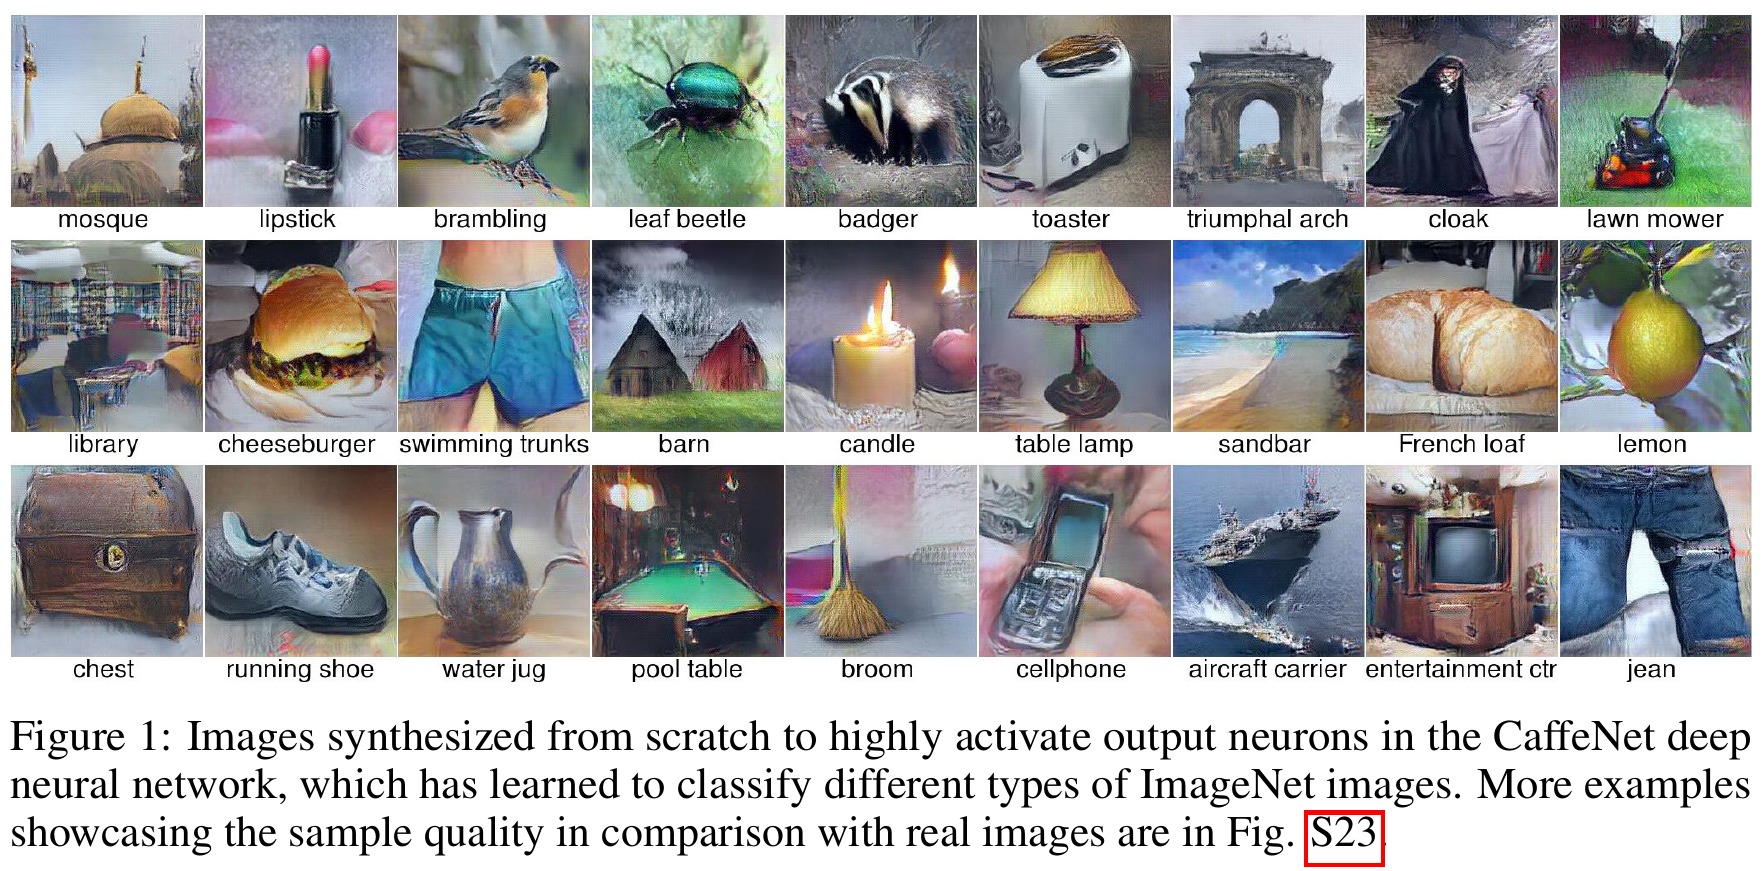 mosque lipstick brambling leaf beetle badger toaster triumphal arch cloak lawn mower
library cheeseburger swimming trunks barn candle table lamp sandbar French loaf lemon
chest running shoe water jug pool table broom cellphone aircraft carrier entertainment ctr jean
Figure 1: Images synthesized from scratch to highly activate output neurons in the CaffeNet deep
neural network, which has learned to classify different types of ImageNet images. More examples
showcasing the sample quality in comparison with real images are in Fig. S23.